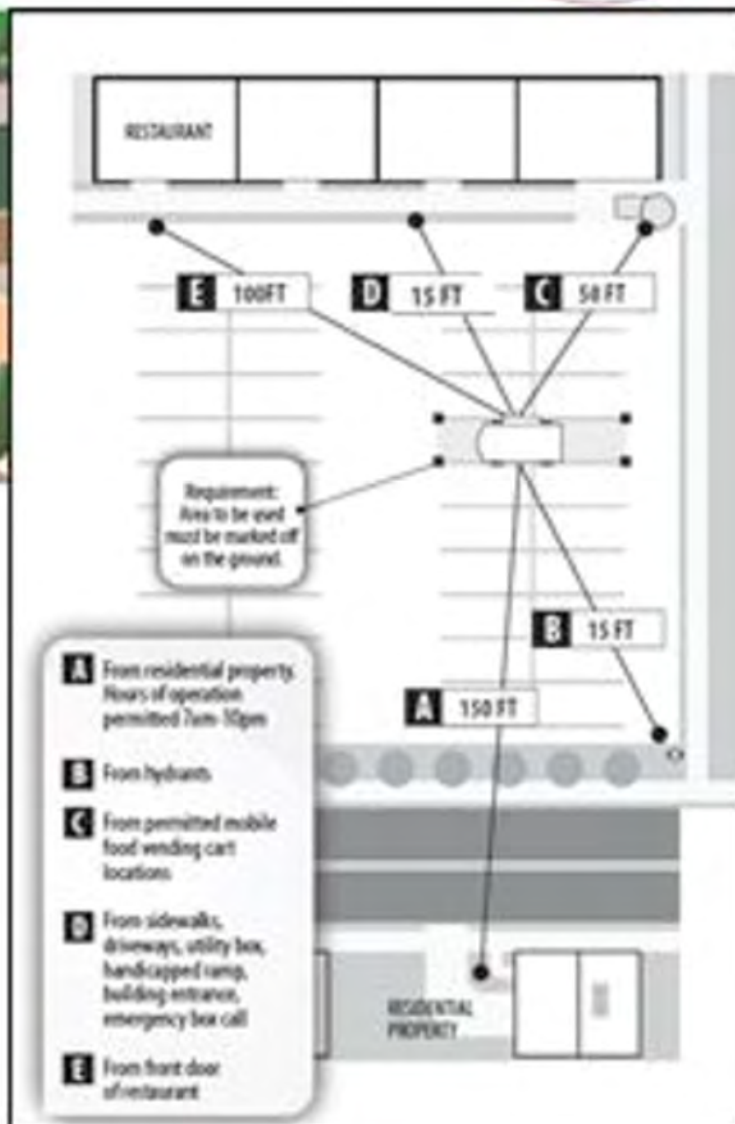 RESTAURANT
E 100FT
D 15 FT
C 50 FT
Requirement:
Area to be used
must be marked off
on the ground.
B 15 FT
A 150 FT
A From residential property.
Hours of operation
permitted 7am-10pm
B From hydrants
C From permitted mobile
food vending cart
locations
D From sidewalks,
driveways, utility box,
handicapped ramp,
building entrance,
emergency box call
E From front door
of restaurant
RESIDENTIAL
PROPERTY